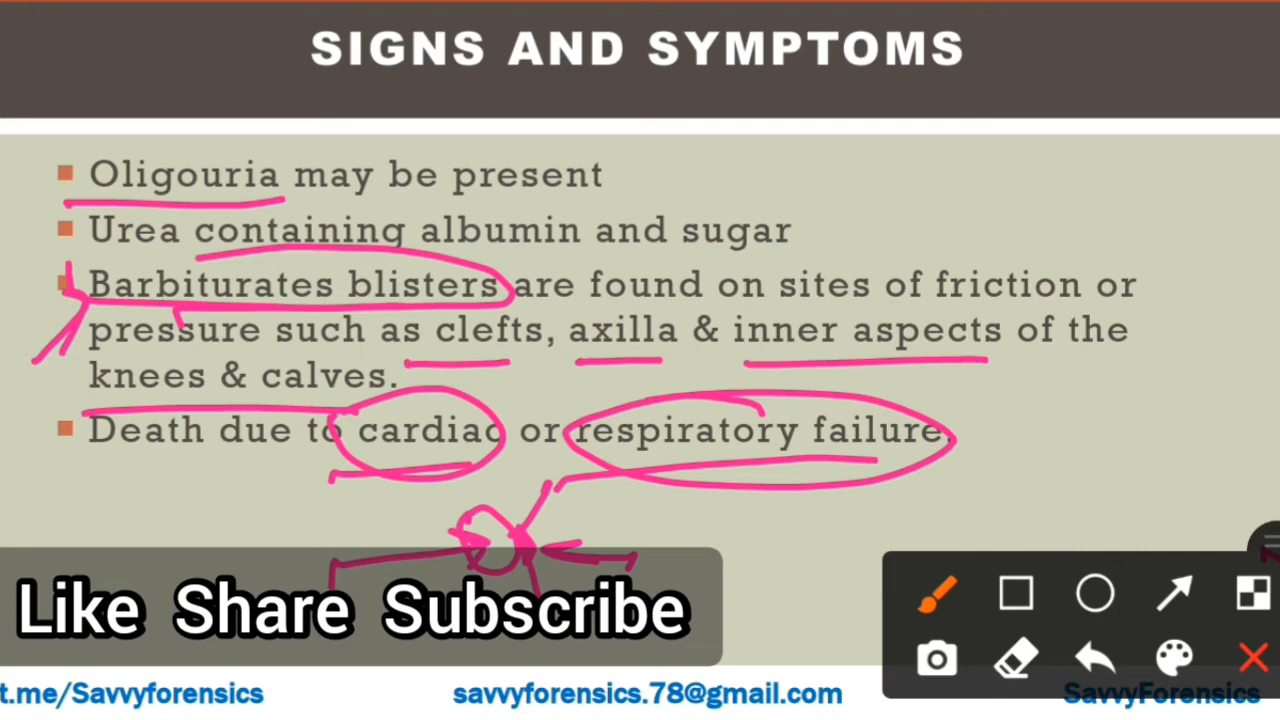 SIGNS AND SYMPTOMS
Oligouria may be present
Urea containing albumin and sugar
Barbiturates blisters are found on sites of friction or
pressure such as clefts, axilla & inner aspects of the
knees & calves.
Death due to cardiac or respiratory failure.
Like Share Subscribe
t.me/Savvyforensics
savvyforensics.78@gmail.com
SavvyForensics